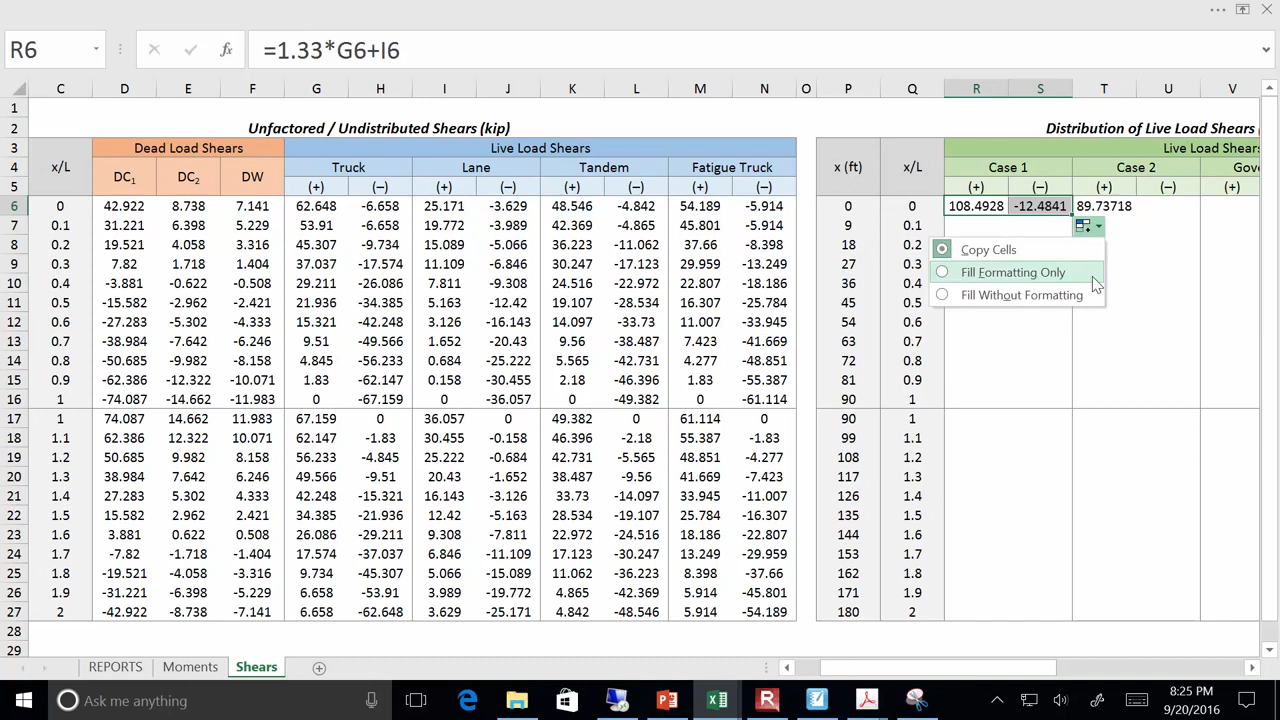 R6 fx =1.33*G6+I6
C D E F G H I J K L M N O P Q R S T U V
1
2 Unfactored / Undistributed Shears (kip) Distribution of Live Load Shears
3 Dead Load Shears Live Load Shears Live Load Shears
4 x/L DC1 DC2 DW Truck Lane Tandem Fatigue Truck x (ft) x/L Case 1 Case 2 Gov
5 (+) (–) (+) (–) (+) (–) (+) (–) (+) (–) (+) (–) (+)
6 0 42.922 8.738 7.141 62.648 -6.658 25.171 -3.629 48.546 -4.842 54.189 -5.914 0 0 108.4928 -12.4841 89.73718
7 0.1 31.221 6.398 5.229 53.91 -6.658 19.772 -3.989 42.369 -4.865 45.801 -5.914 9 0.1
8 0.2 19.521 4.058 3.316 45.307 -9.734 15.089 -5.066 36.223 -11.062 37.66 -8.398 18 0.2 Copy Cells
9 0.3 7.82 1.718 1.404 37.037 -17.574 11.109 -6.846 30.247 -17.123 29.959 -13.249 27 0.3 Fill Formatting Only
10 0.4 -3.881 -0.622 -0.508 29.211 -26.086 7.811 -9.308 24.516 -22.972 22.807 -18.186 36 0.4 Fill Without Formatting
11 0.5 -15.582 -2.962 -2.421 21.936 -34.385 5.163 -12.42 19.107 -28.534 16.307 -25.784 45 0.5
12 0.6 -27.283 -5.302 -4.333 15.321 -42.248 3.126 -16.143 14.097 -33.73 11.007 -33.945 54 0.6
13 0.7 -38.984 -7.642 -6.246 9.51 -49.566 1.652 -20.43 9.56 -38.487 7.423 -41.669 63 0.7
14 0.8 -50.685 -9.982 -8.158 4.845 -56.233 0.684 -25.222 5.565 -42.731 4.277 -48.851 72 0.8
15 0.9 -62.386 -12.322 -10.071 1.83 -62.147 0.158 -30.455 2.18 -46.396 1.83 -55.387 81 0.9
16 1 -74.087 -14.662 -11.983 0 -67.159 0 -36.057 0 -49.382 0 -61.114 90 1
17 1 74.087 14.662 11.983 67.159 0 36.057 0 49.382 0 61.114 0 90 1
18 1.1 62.386 12.322 10.071 62.147 -1.83 30.455 -0.158 46.396 -2.18 55.387 -1.83 99 1.1
19 1.2 50.685 9.982 8.158 56.233 -4.845 25.222 -0.684 42.731 -5.565 48.851 -4.277 108 1.2
20 1.3 38.984 7.642 6.246 49.566 -9.51 20.43 -1.652 38.487 -9.56 41.669 -7.423 117 1.3
21 1.4 27.283 5.302 4.333 42.248 -15.321 16.143 -3.126 33.73 -14.097 33.945 -11.007 126 1.4
22 1.5 15.582 2.962 2.421 34.385 -21.936 12.42 -5.163 28.534 -19.107 25.784 -16.307 135 1.5
23 1.6 3.881 0.622 0.508 26.086 -29.211 9.308 -7.811 22.972 -24.516 18.186 -22.807 144 1.6
24 1.7 -7.82 -1.718 -1.404 17.574 -37.037 6.846 -11.109 17.123 -30.247 13.249 -29.959 153 1.7
25 1.8 -19.521 -4.058 -3.316 9.734 -45.307 5.066 -15.089 11.062 -36.223 8.398 -37.66 162 1.8
26 1.9 -31.221 -6.398 -5.229 6.658 -53.91 3.989 -19.772 4.865 -42.369 5.914 -45.801 171 1.9
27 2 -42.922 -8.738 -7.141 6.658 -62.648 3.629 -25.171 4.842 -48.546 5.914 -54.189 180 2
28
29
REPORTS Moments Shears
Ask me anything 8:25 PM
9/20/2016